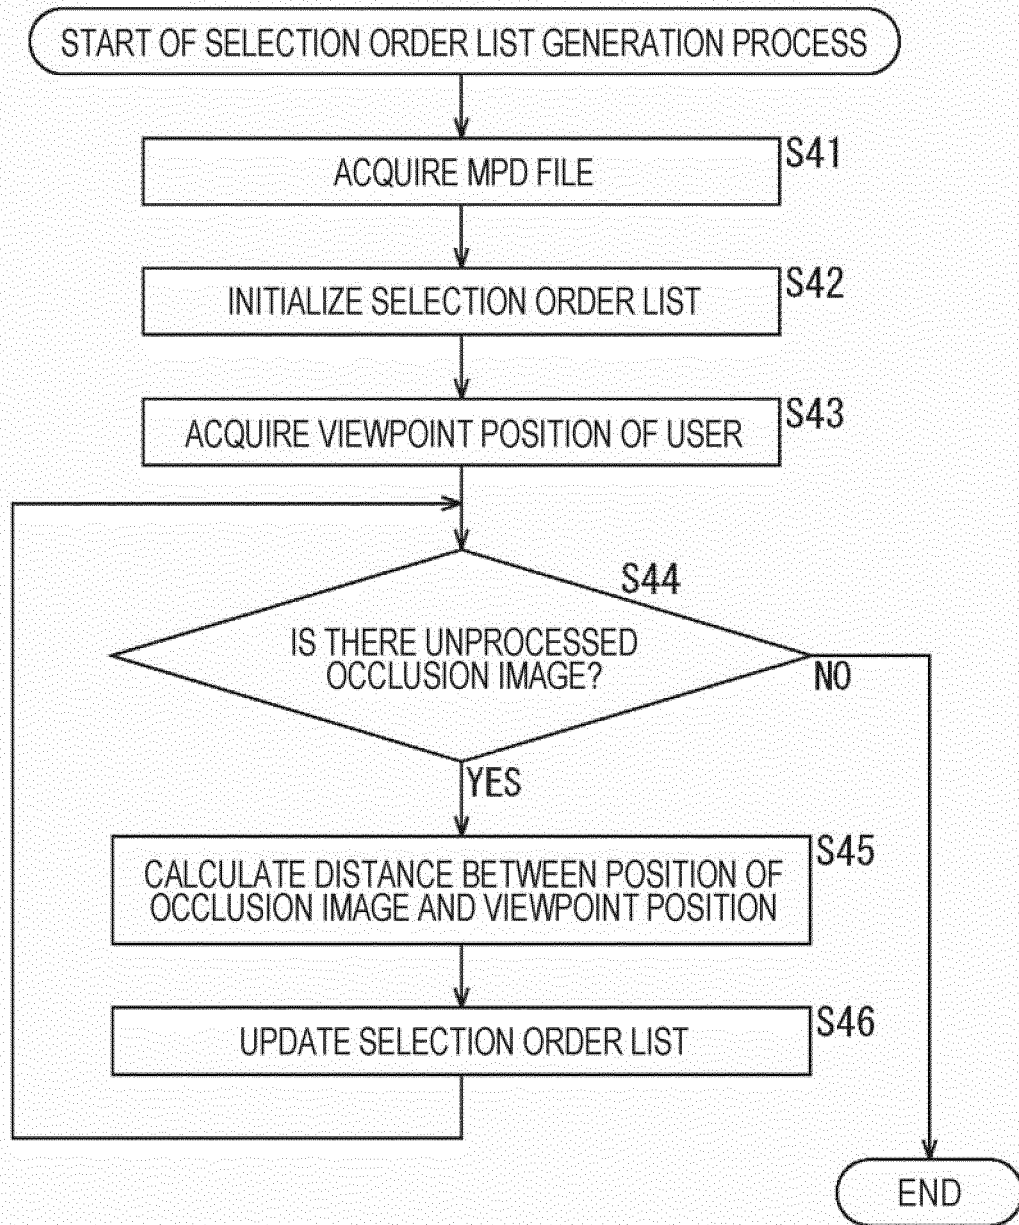 START OF SELECTION ORDER LIST GENERATION PROCESS
S41
ACQUIRE MPD FILE
S42
INITIALIZE SELECTION ORDER LIST
S43
ACQUIRE VIEWPOINT POSITION OF USER
S44
IS THERE UNPROCESSED
OCCLUSION IMAGE?
NO
YES
S45
CALCULATE DISTANCE BETWEEN POSITION OF
OCCLUSION IMAGE AND VIEWPOINT POSITION
S46
UPDATE SELECTION ORDER LIST
END